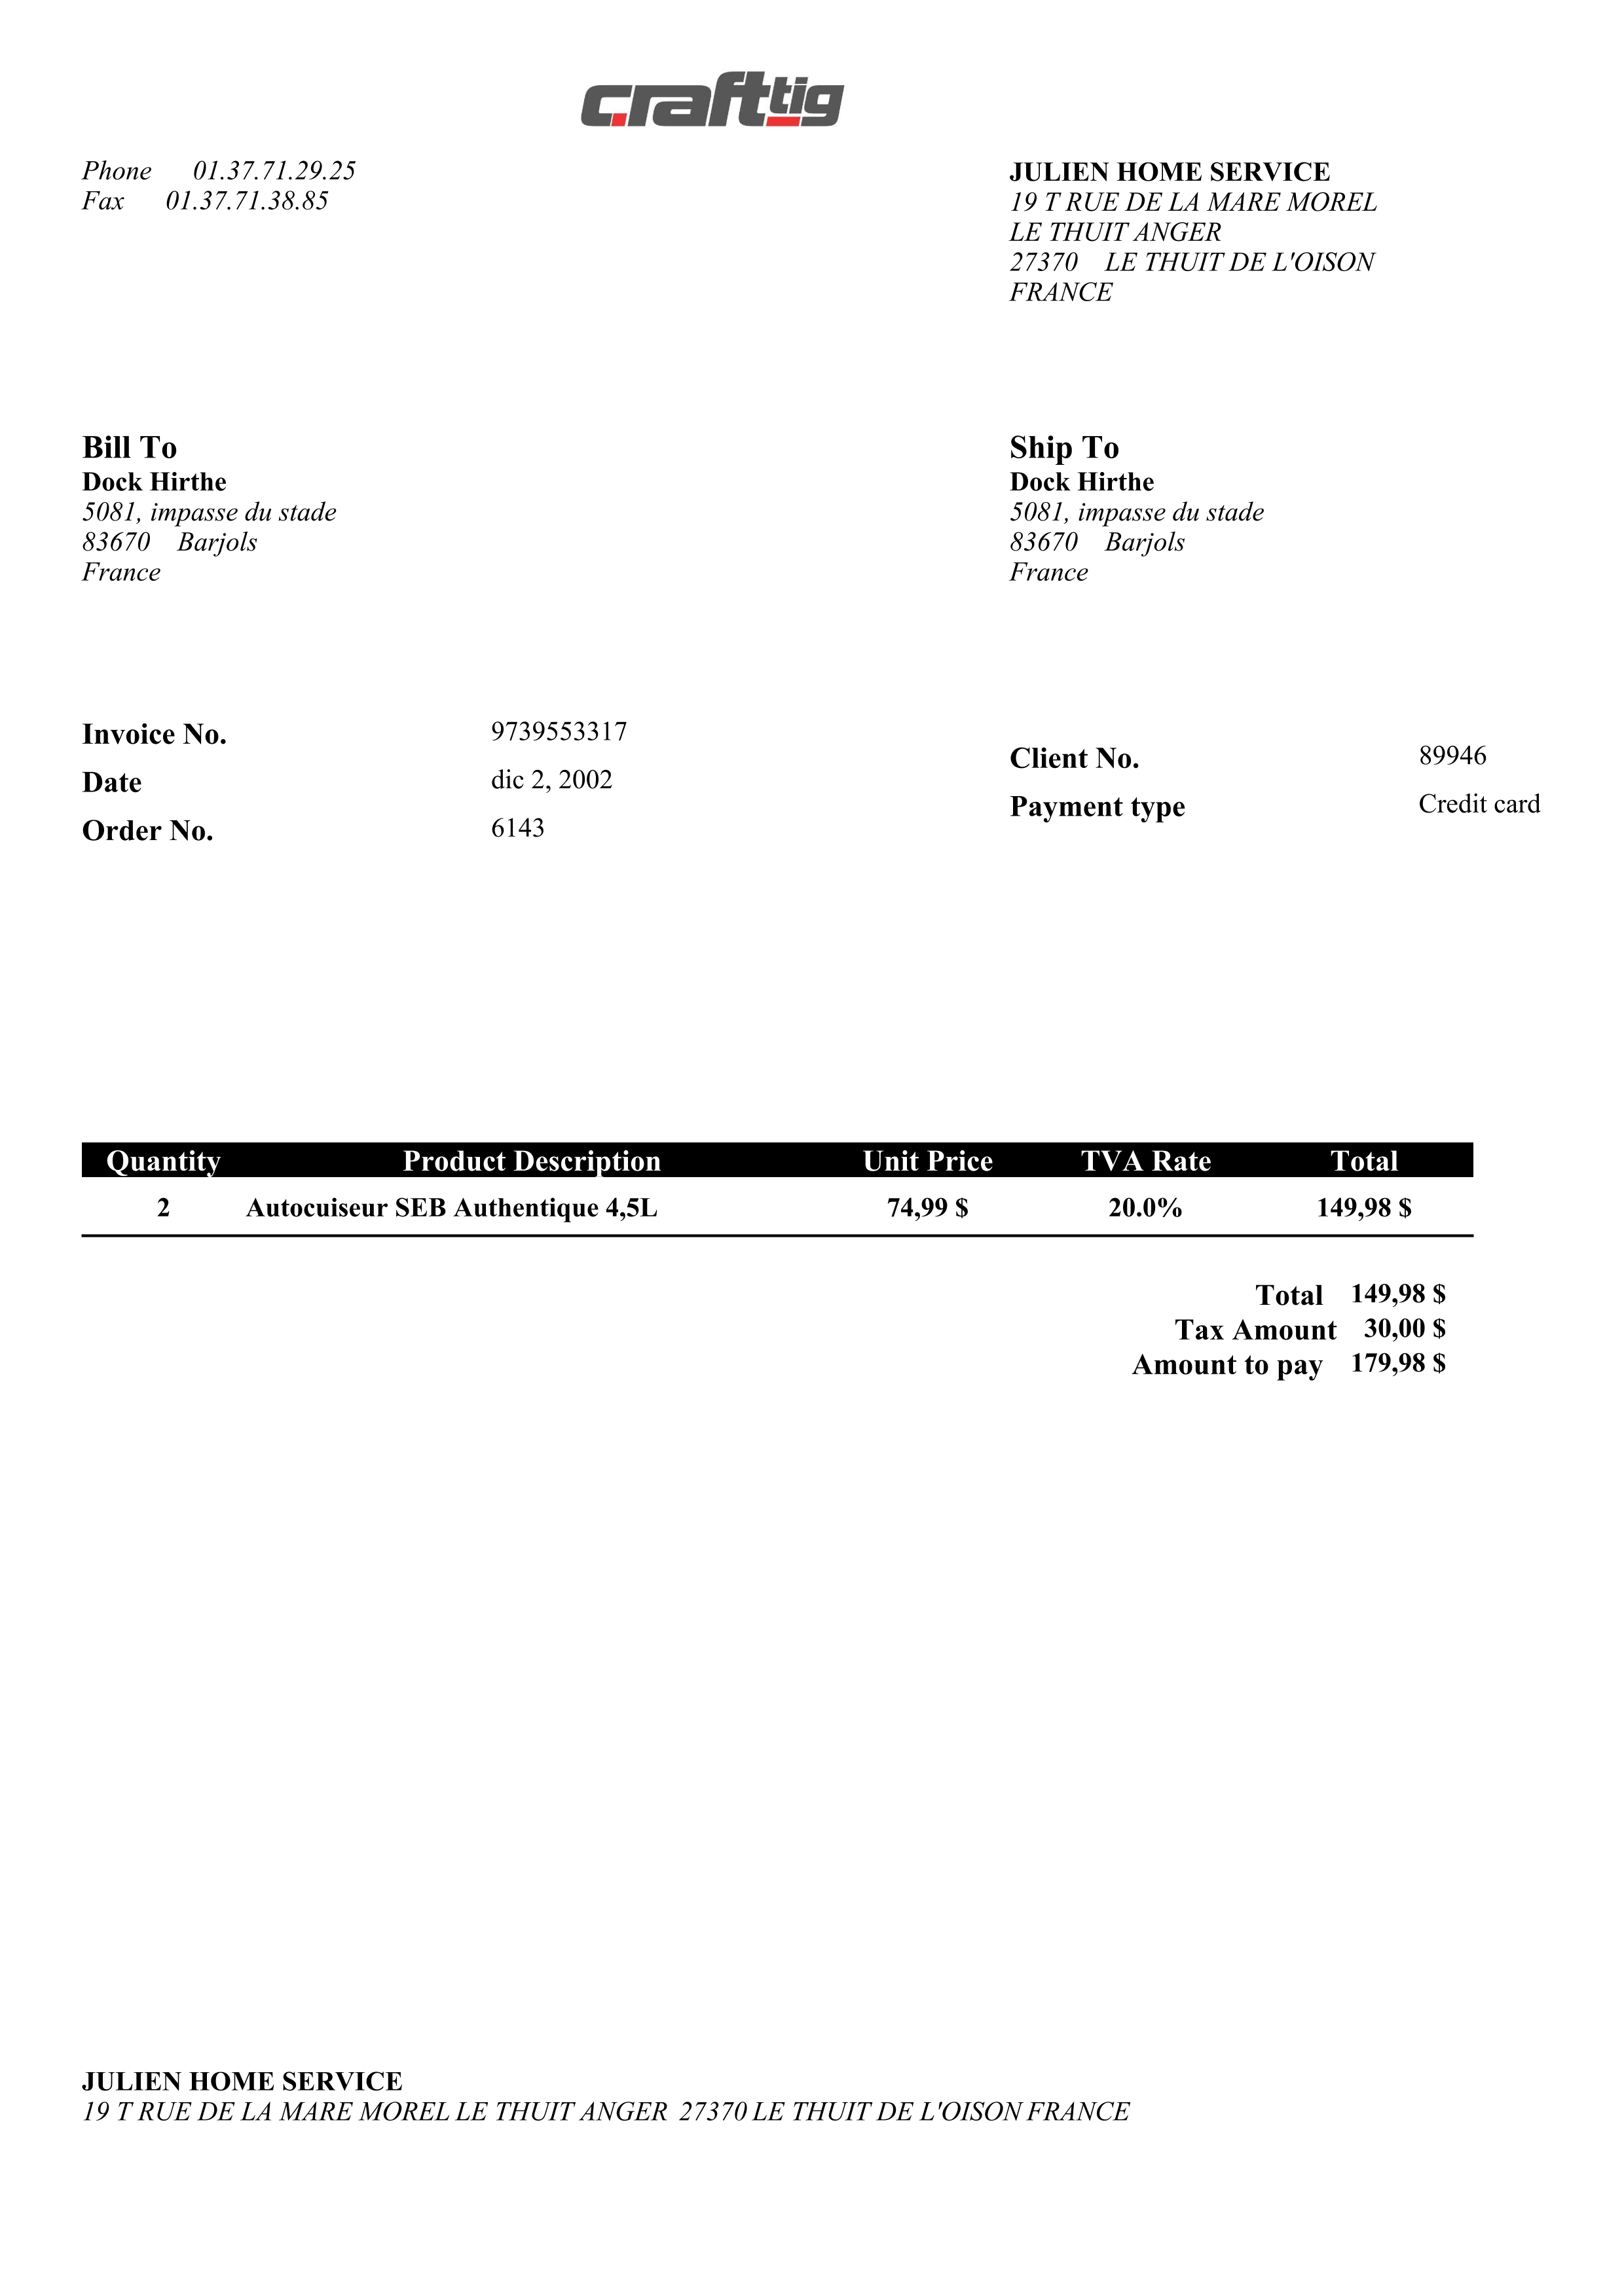 crafttig
Phone 01.37.71.29.25
Fax 01.37.71.38.85
JULIEN HOME SERVICE
19 T RUE DE LA MARE MOREL
LE THUIT ANGER
27370 LE THUIT DE L'OISON
FRANCE
Bill To
Dock Hirthe
5081, impasse du stade
83670 Barjols
France
Ship To
Dock Hirthe
5081, impasse du stade
83670 Barjols
France
Invoice No. 9739553317
Date dic 2, 2002
Order No. 6143
Client No. 89946
Payment type Credit card
Quantity Product Description Unit Price TVA Rate Total
2 Autocuiseur SEB Authentique 4,5L 74,99 $ 20.0% 149,98 $
Total 149,98 $
Tax Amount 30,00 $
Amount to pay 179,98 $
JULIEN HOME SERVICE
19 T RUE DE LA MARE MOREL LE THUIT ANGER 27370 LE THUIT DE L'OISON FRANCE